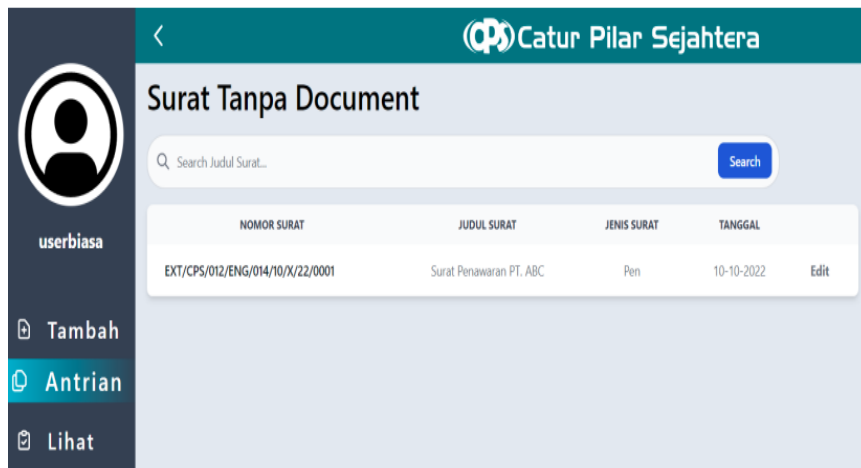 CPS Catur Pilar Sejahtera
Surat Tanpa Document
Search Judul Surat...
Search
NOMOR SURAT JUDUL SURAT JENIS SURAT TANGGAL
EXT/CPS/012/ENG/014/10/X/22/0001 Surat Penawaran PT. ABC Pen 10-10-2022 Edit
userbiasa
Tambah
Antrian
Lihat